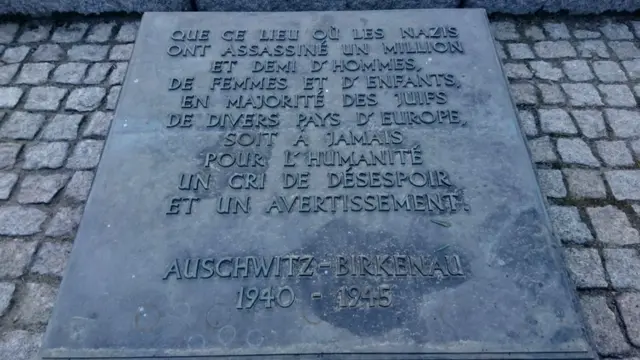 QUE CE LIEU OÙ LES NAZIS
ONT ASSASSINÉ UN MILLION
ET DEMI D'HOMMES,
DE FEMMES ET D'ENFANTS,
EN MAJORITÉ DES JUIFS
DE DIVERS PAYS D'EUROPE,
SOIT À JAMAIS
POUR L'HUMANITÉ
UN CRI DE DÉSESPOIR
ET UN AVERTISSEMENT.
AUSCHWITZ-BIRKENAU
1940 - 1945